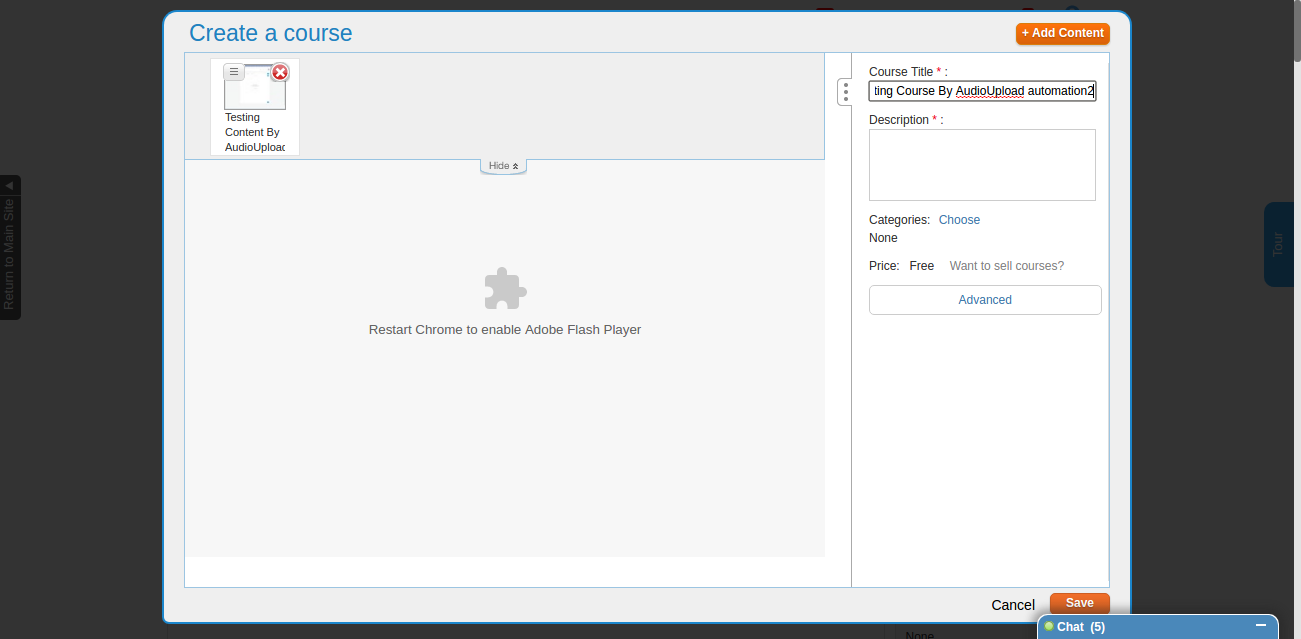 Create a course
+ Add Content
Testing
Content By
AudioUpload
Hide
Restart Chrome to enable Adobe Flash Player
Course Title * :
ting Course By AudioUpload automation2
Description * :
Categories: Choose
None
Price: Free Want to sell courses?
Advanced
Cancel
Save
Chat (5)
None
Return to Main Site
Tour